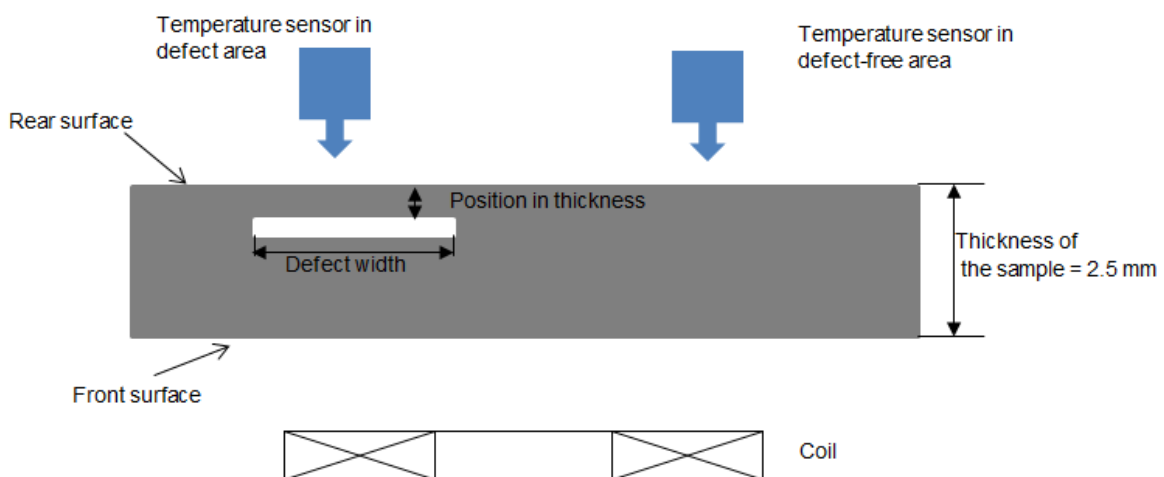 Temperature sensor in
defect area
Temperature sensor in
defect-free area
Rear surface
Position in thickness
Defect width
Thickness of
the sample = 2.5 mm
Front surface
Coil